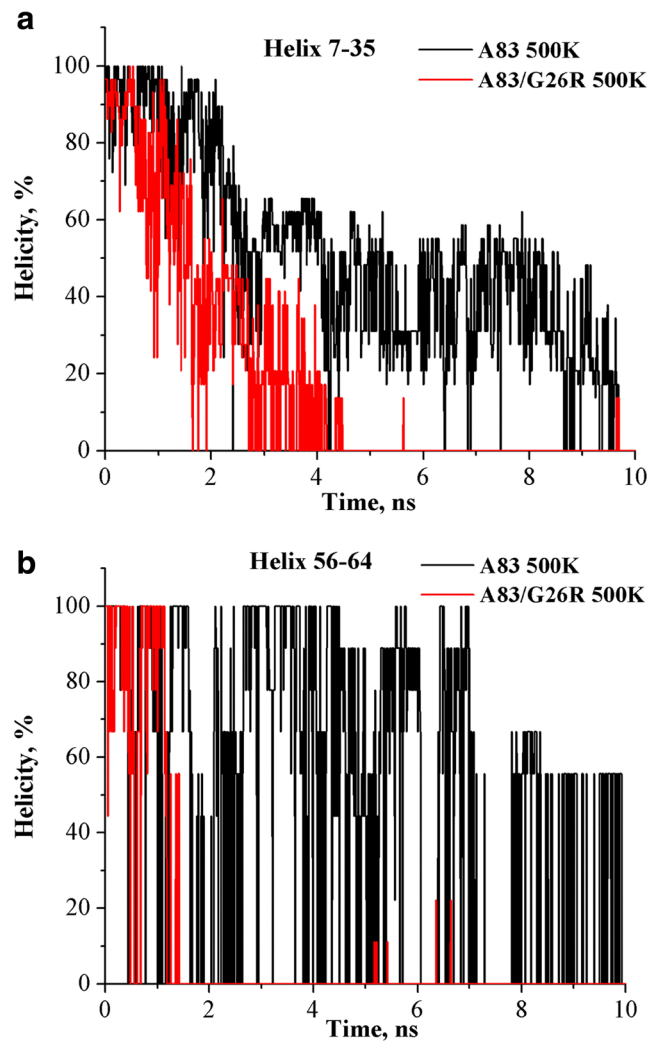 a
Helix 7-35
A83 500K
A83/G26R 500K
Helicity, %
100
80
60
40
20
0
0 2 4 6 8 10
Time, ns
b
Helix 56-64
A83 500K
A83/G26R 500K
Helicity, %
100
80
60
40
20
0
0 2 4 6 8 10
Time, ns